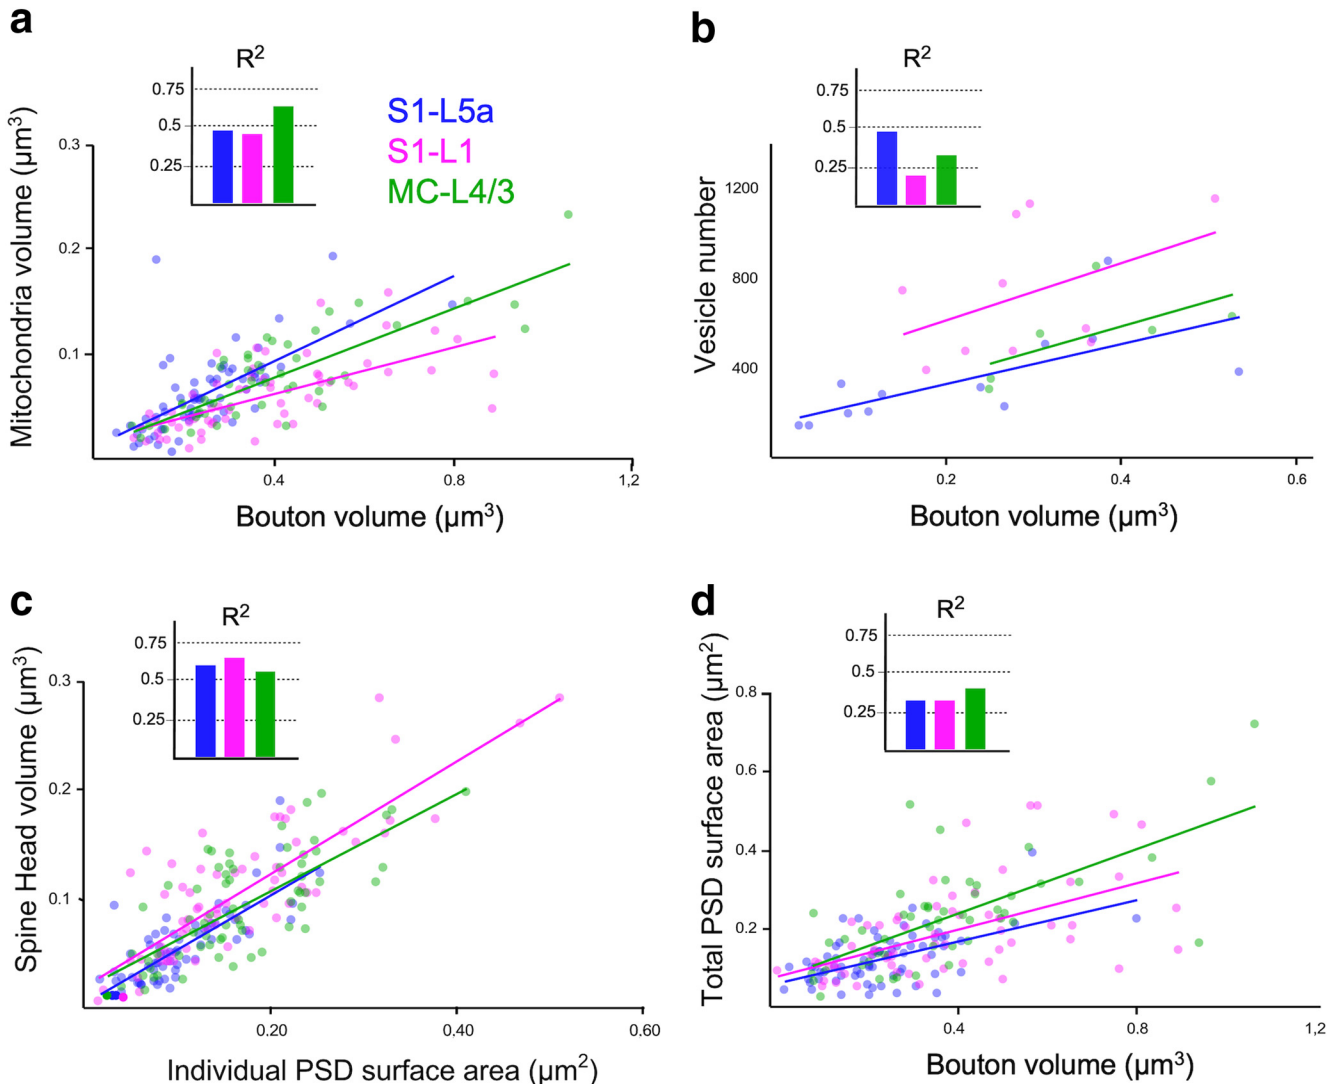 a
R²
0.75
0.5
0.25
S1-L5a
S1-L1
MC-L4/3
Mitochondria volume (µm³)
0.3
0.2
0.1
0.4
0.8
1,2
Bouton volume (µm³)
b
R²
0.75
0.5
0.25
Vesicle number
1200
800
400
0.2
0.4
0.6
Bouton volume (µm³)
c
R²
0.75
0.5
0.25
Spine Head volume (µm³)
0.3
0.2
0.1
0.20
0.40
0.60
Individual PSD surface area (µm²)
d
R²
0.75
0.5
0.25
Total PSD surface area (µm²)
0.8
0.6
0.4
0.2
0.4
0.8
1,2
Bouton volume (µm³)